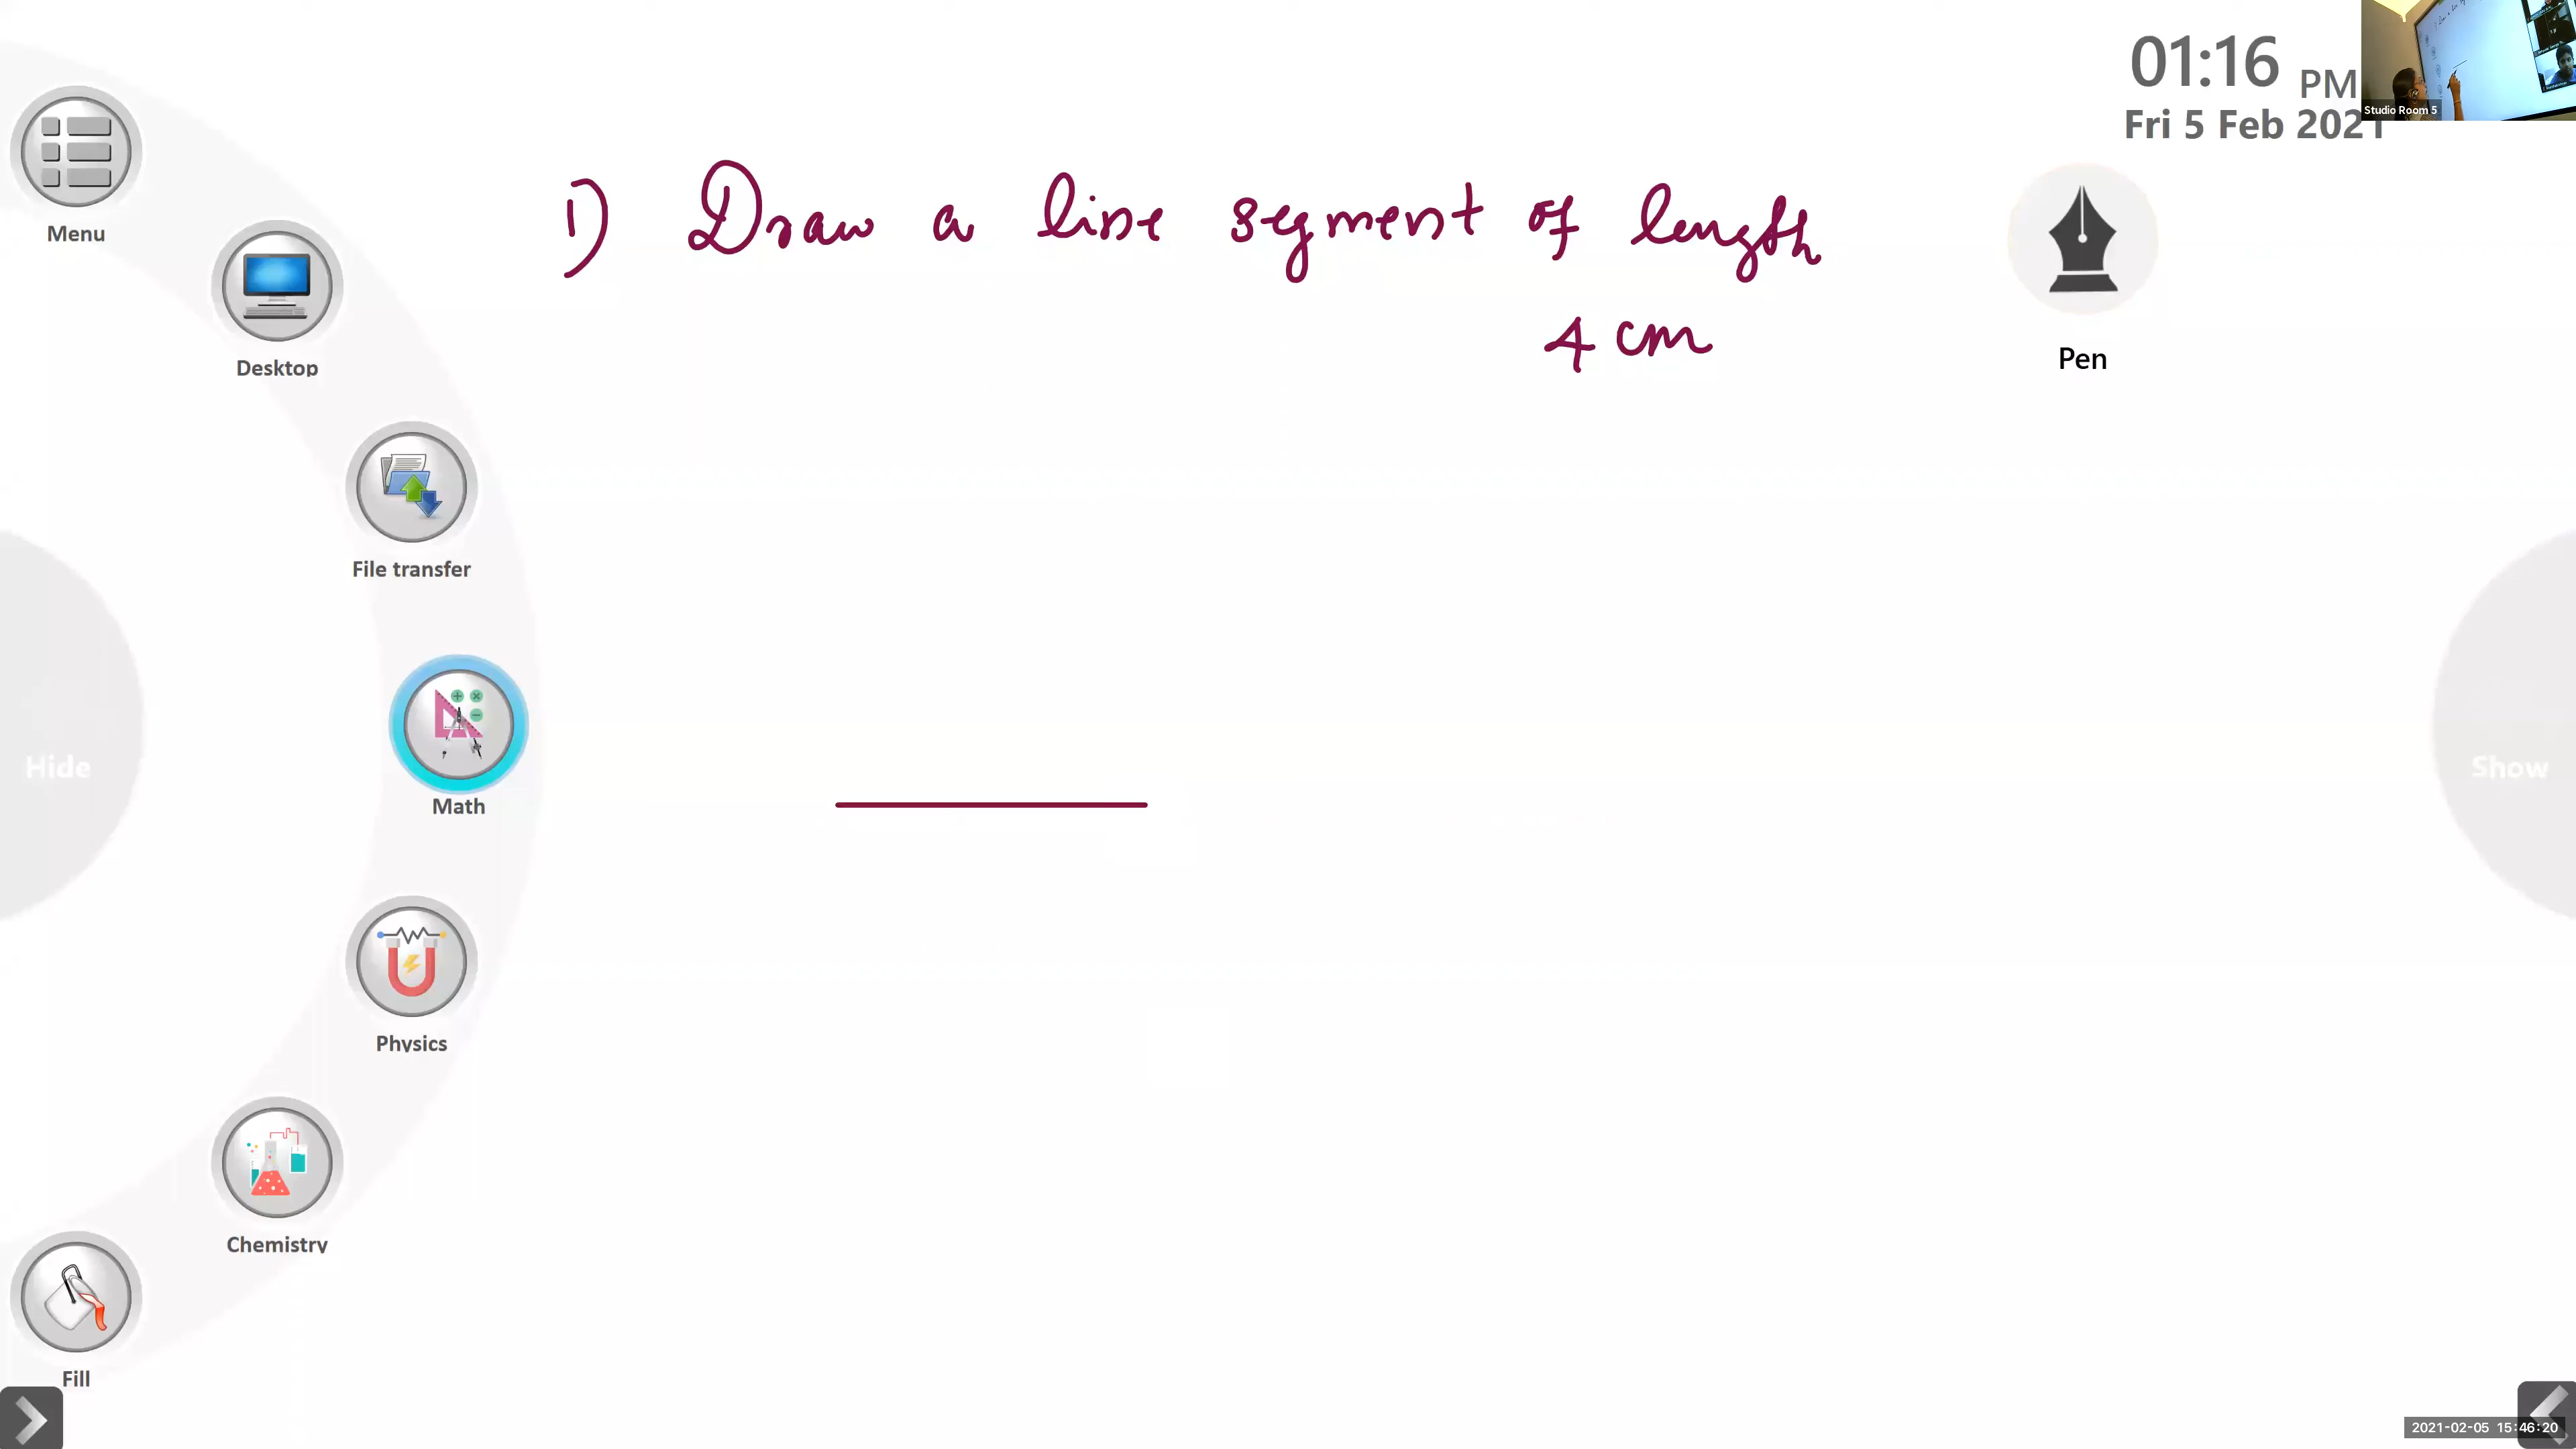 01:16 PM
Fri 5 Feb 2021
Studio Room 5
1) Draw a line segment of length
4 cm
Pen
Menu
Desktop
File transfer
Math
Physics
Chemistry
Fill
Hide
Show
2021-02-05 15:46:20